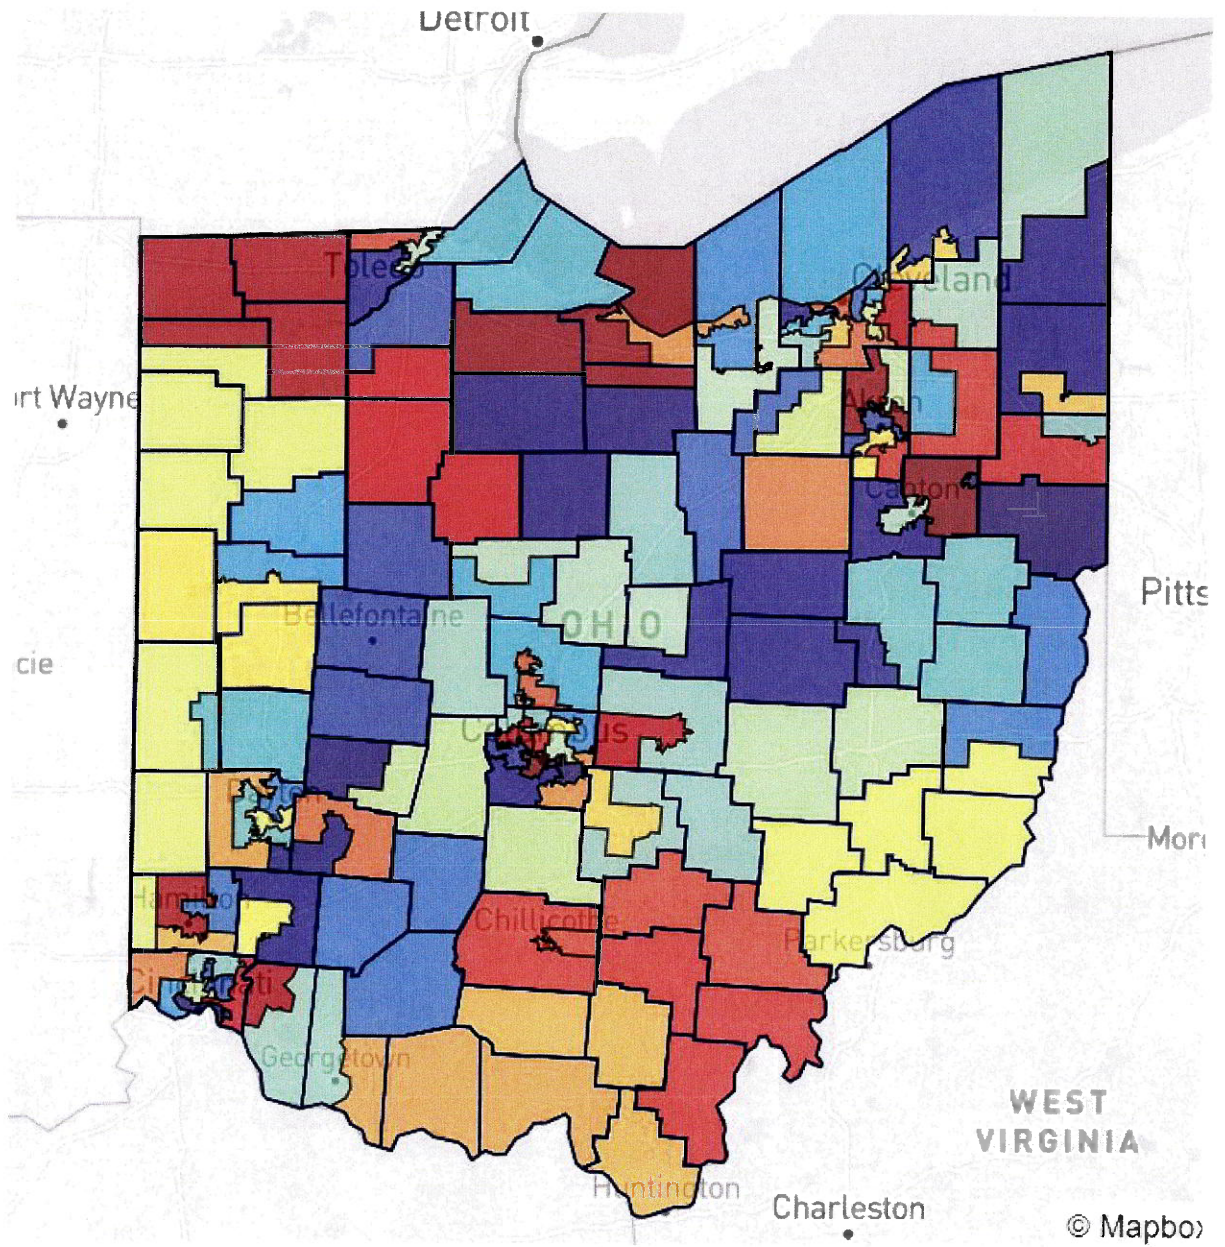 Detroit
Toledo
Cleveland
rt Wayne
Akron
Canton
Pitts
Bellefontaine
OHIO
cie
Columbus
Dayton
Mor
Hamilton
Chillicothe
Parkersburg
Cincinnati
Georgetown
WEST
VIRGINIA
Huntington
Charleston
© Mapbox